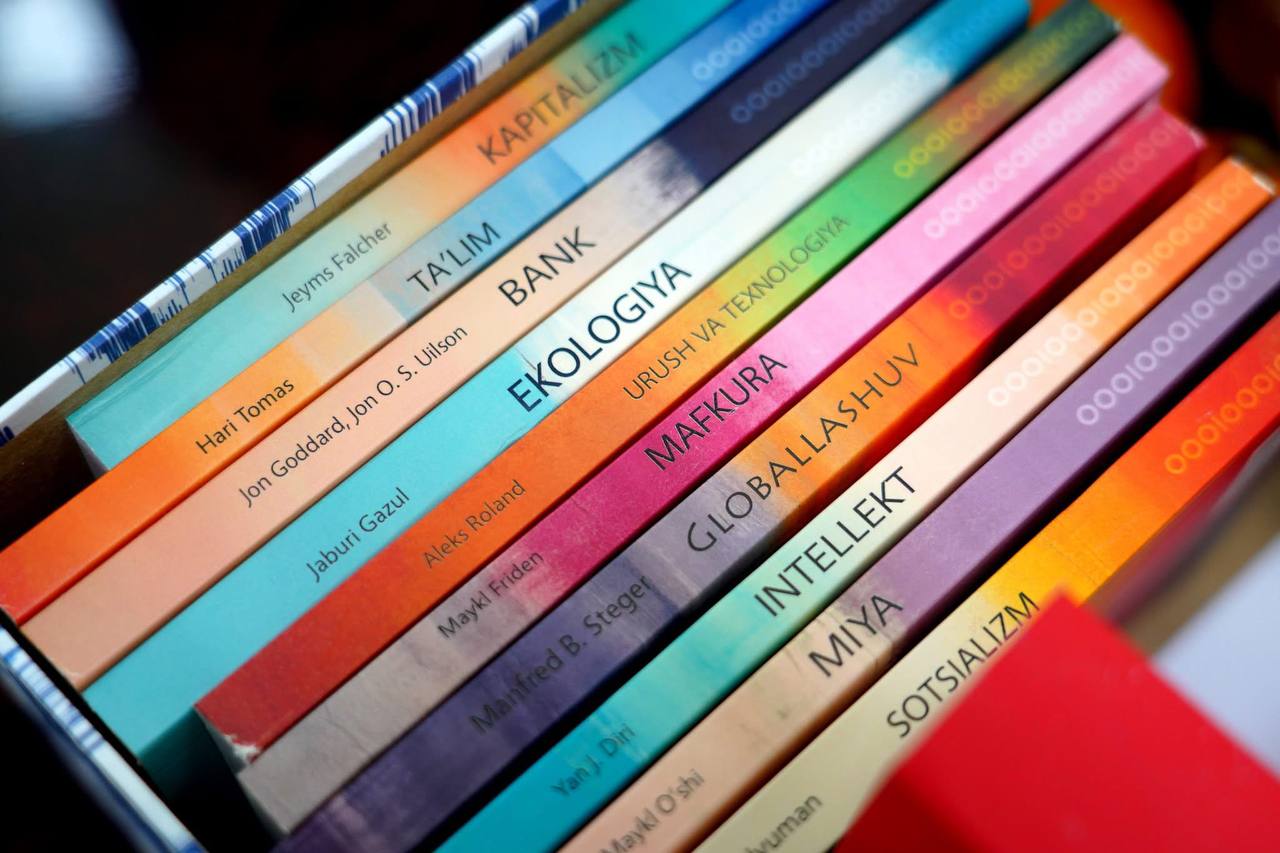 Jeyms Falcher KAPITALIZM
Hari Tomas TA'LIM
Jon Goddard, Jon O. S. Uilson BANK
Jaburi Gazul EKOLOGIYA
Aleks Roland URUSH VA TEXNOLOGIYA
Maykl Friden MAFKURA
Manfred B. Steger GLOBALLASHUV
Yan J. Diri INTELLEKT
Maykl O'shi MIYA
SOTSIALIZM